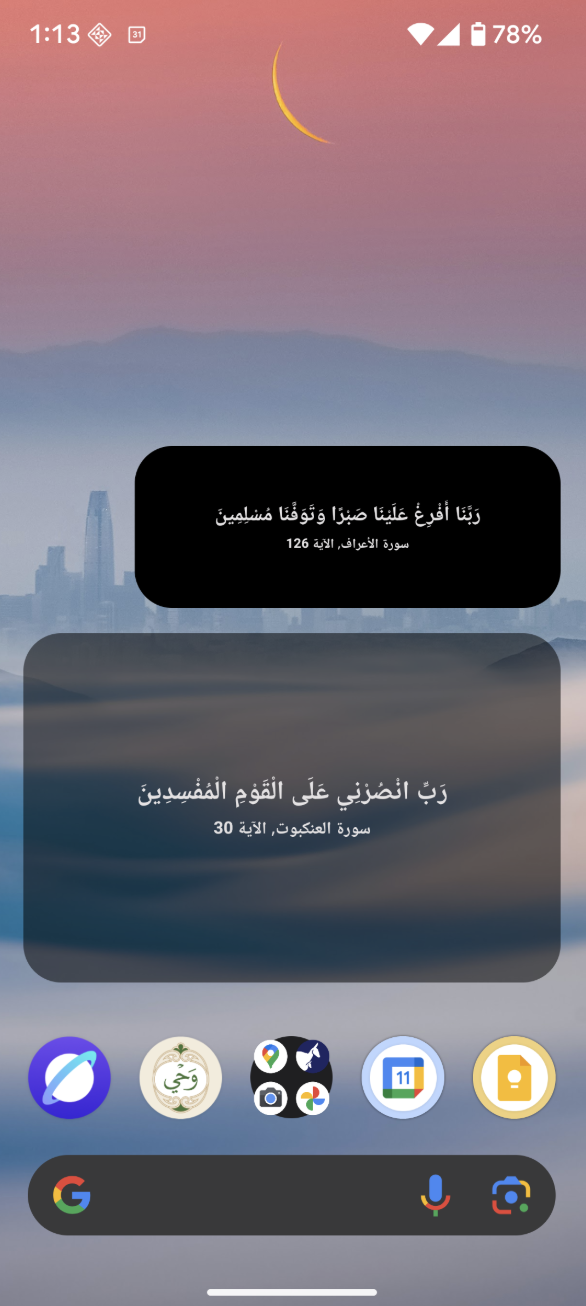 1:13
31
78%
رَبَّنَا أَفْرِغْ عَلَيْنَا صَبْرًا وَتَوَفَّنَا مُسْلِمِينَ
سورة الأعراف, الآية 126
رَبِّ انْصُرْنِي عَلَى الْقَوْمِ الْمُفْسِدِينَ
سورة العنكبوت, الآية 30
وَحْي
11
G